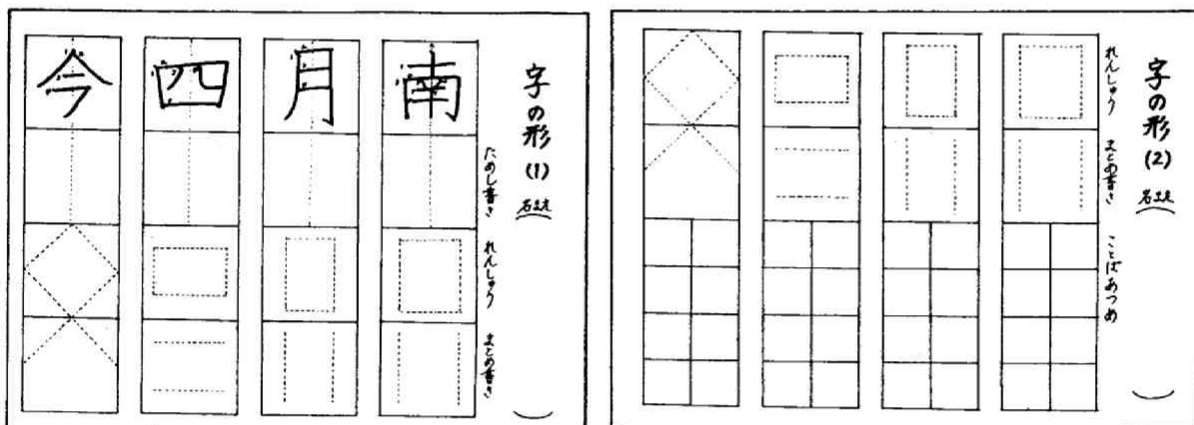 字の形(1)
名まえ( )
ためし書き
れんしゅう
まとめ書き
南
月
四
今
字の形(2)
名まえ( )
れんしゅう
まとめ書き
ことばあつめ